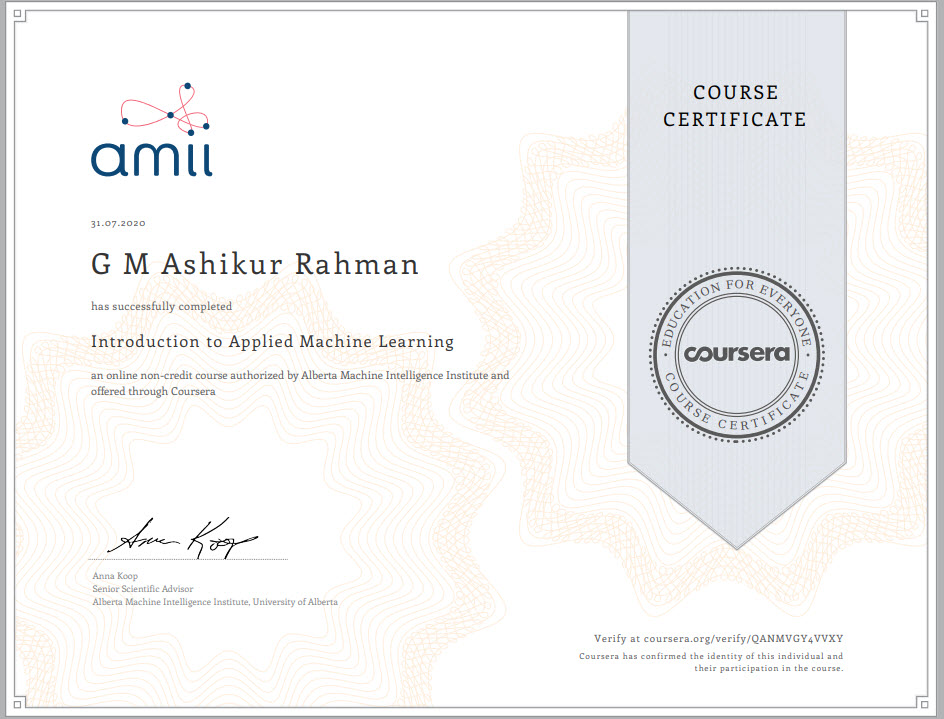 amii
31.07.2020
G M Ashikur Rahman
has successfully completed
Introduction to Applied Machine Learning
an online non-credit course authorized by Alberta Machine Intelligence Institute and
offered through Coursera
COURSE
CERTIFICATE
EDUCATION FOR EVERYONE
coursera
COURSE CERTIFICATE
Anna Koop
Anna Koop
Senior Scientific Advisor
Alberta Machine Intelligence Institute, University of Alberta
Verify at coursera.org/verify/QANMVGY4VVXY
Coursera has confirmed the identity of this individual and
their participation in the course.